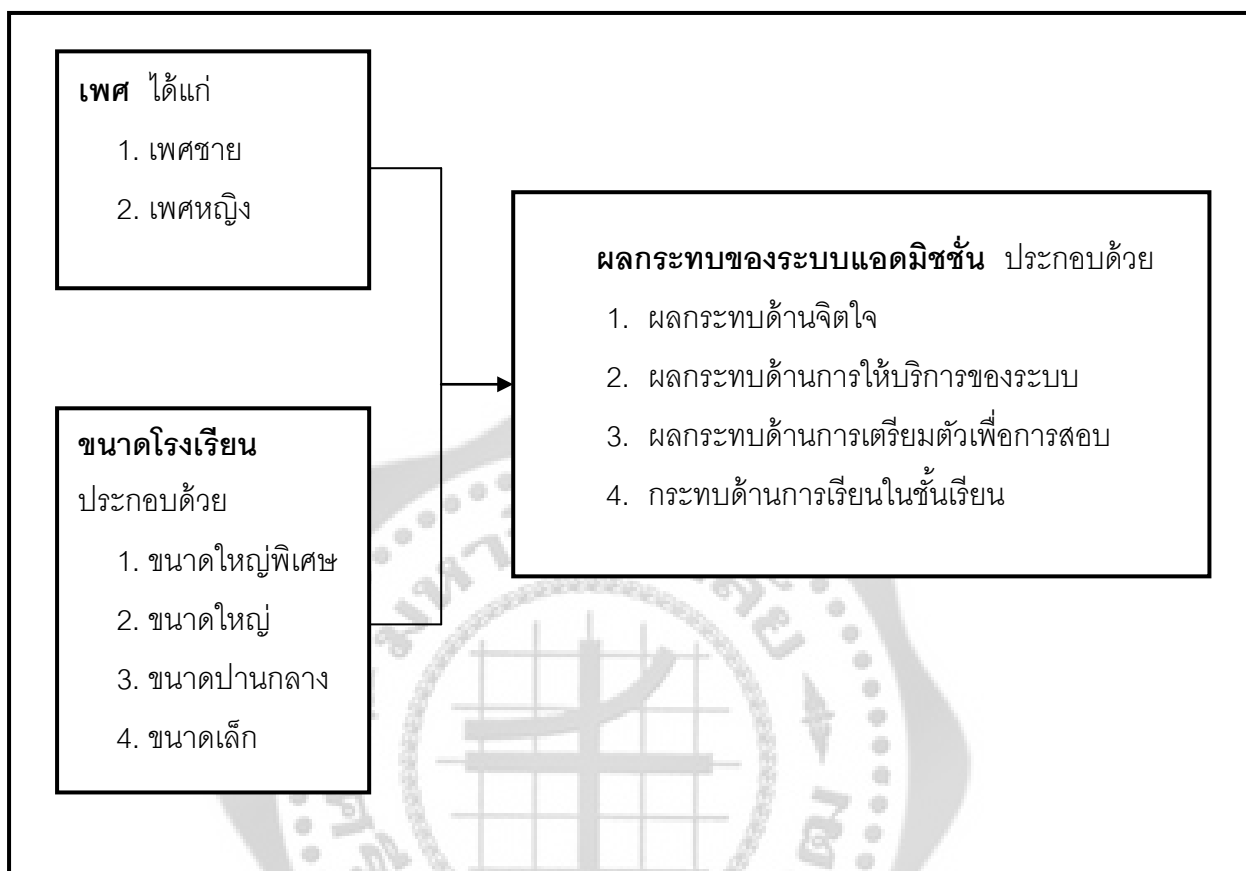 เพศ ได้แก่
1. เพศชาย
2. เพศหญิง
ขนาดโรงเรียน
ประกอบด้วย
1. ขนาดใหญ่พิเศษ
2. ขนาดใหญ่
3. ขนาดปานกลาง
4. ขนาดเล็ก
ผลกระทบของระบบแอดมิชชั่น ประกอบด้วย
1. ผลกระทบด้านจิตใจ
2. ผลกระทบด้านการให้บริการของระบบ
3. ผลกระทบด้านการเตรียมตัวเพื่อการสอบ
4. กระทบด้านการเรียนในชั้นเรียน